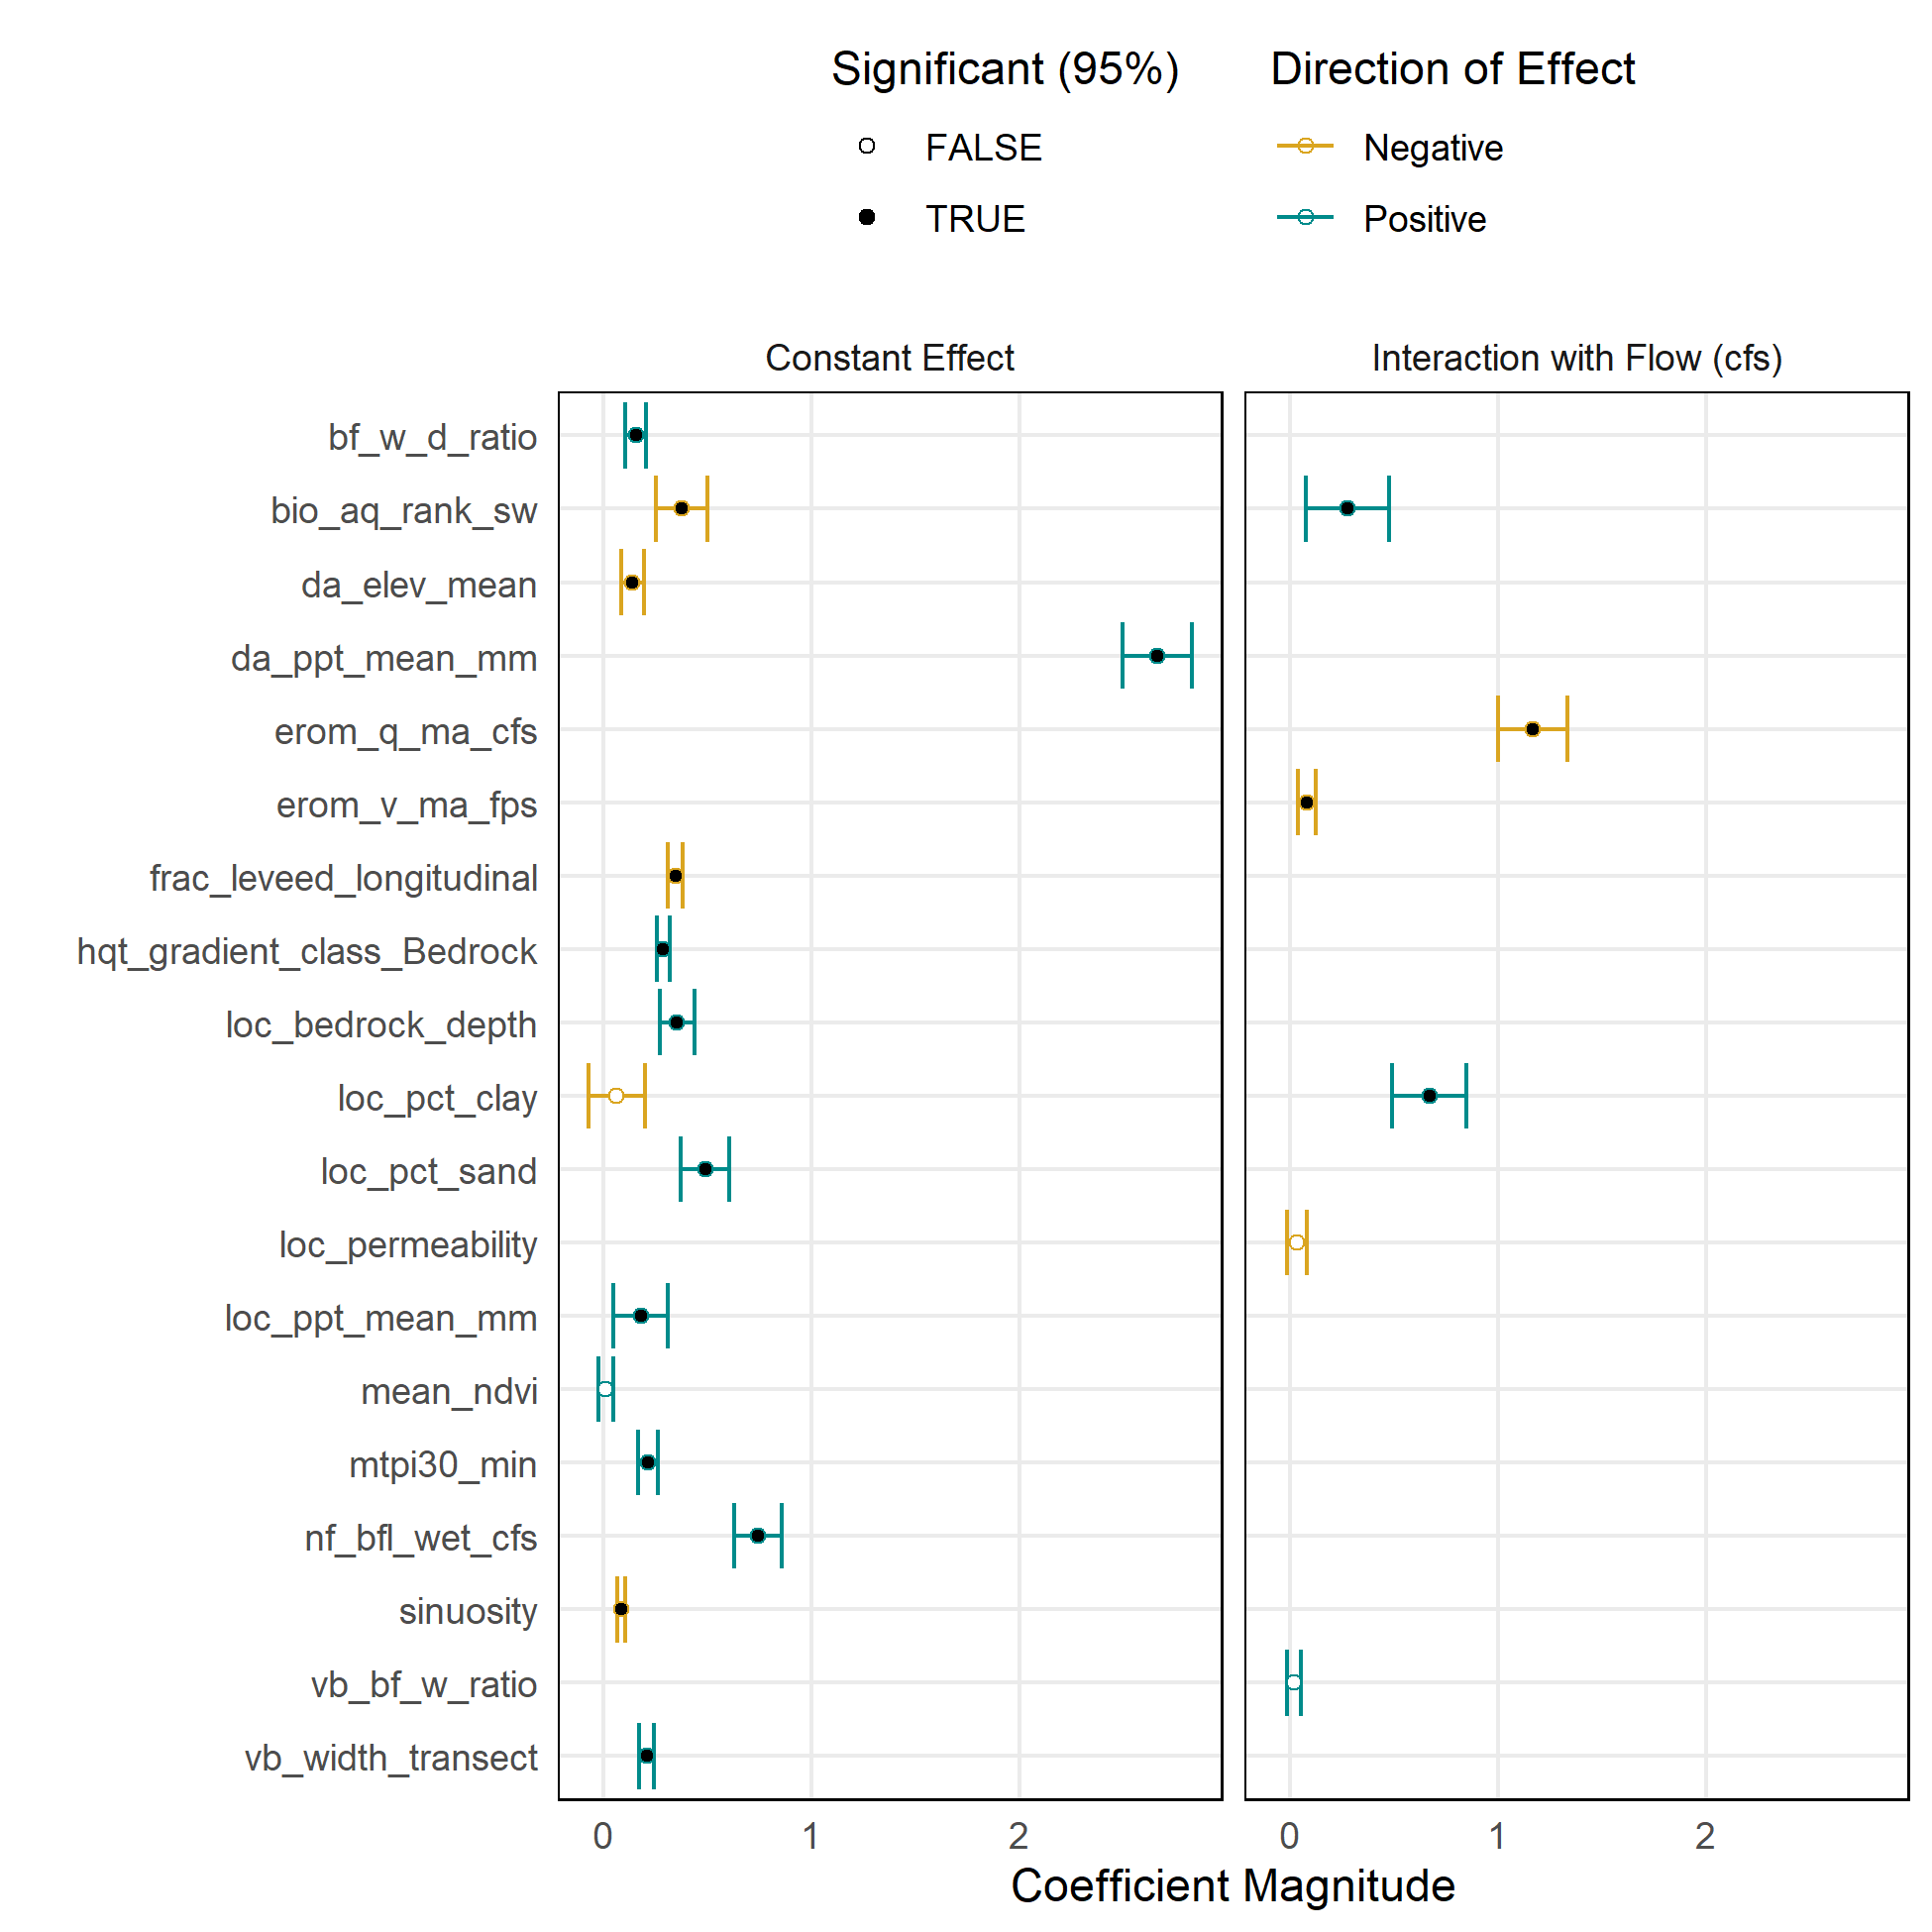 Significant (95%)
FALSE
TRUE
Direction of Effect
Negative
Positive
Constant Effect
Interaction with Flow (cfs)
bf_w_d_ratio
bio_aq_rank_sw
da_elev_mean
da_ppt_mean_mm
erom_q_ma_cfs
erom_v_ma_fps
frac_leveed_longitudinal
hqt_gradient_class_Bedrock
loc_bedrock_depth
loc_pct_clay
loc_pct_sand
loc_permeability
loc_ppt_mean_mm
mean_ndvi
mtpi30_min
nf_bfl_wet_cfs
sinuosity
vb_bf_w_ratio
vb_width_transect
0 1 2
0 1 2
Coefficient Magnitude